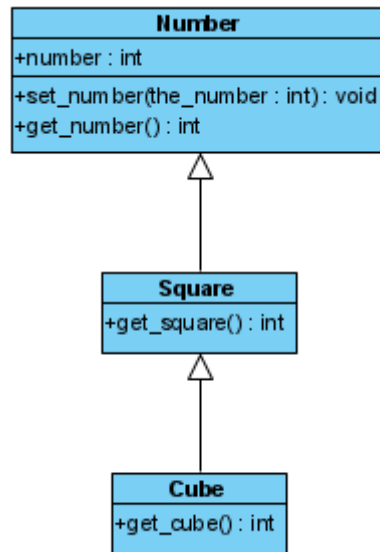 Number
+number : int
+set_number(the_number : int) : void
+get_number() : int
Square
+get_square() : int
Cube
+get_cube() : int